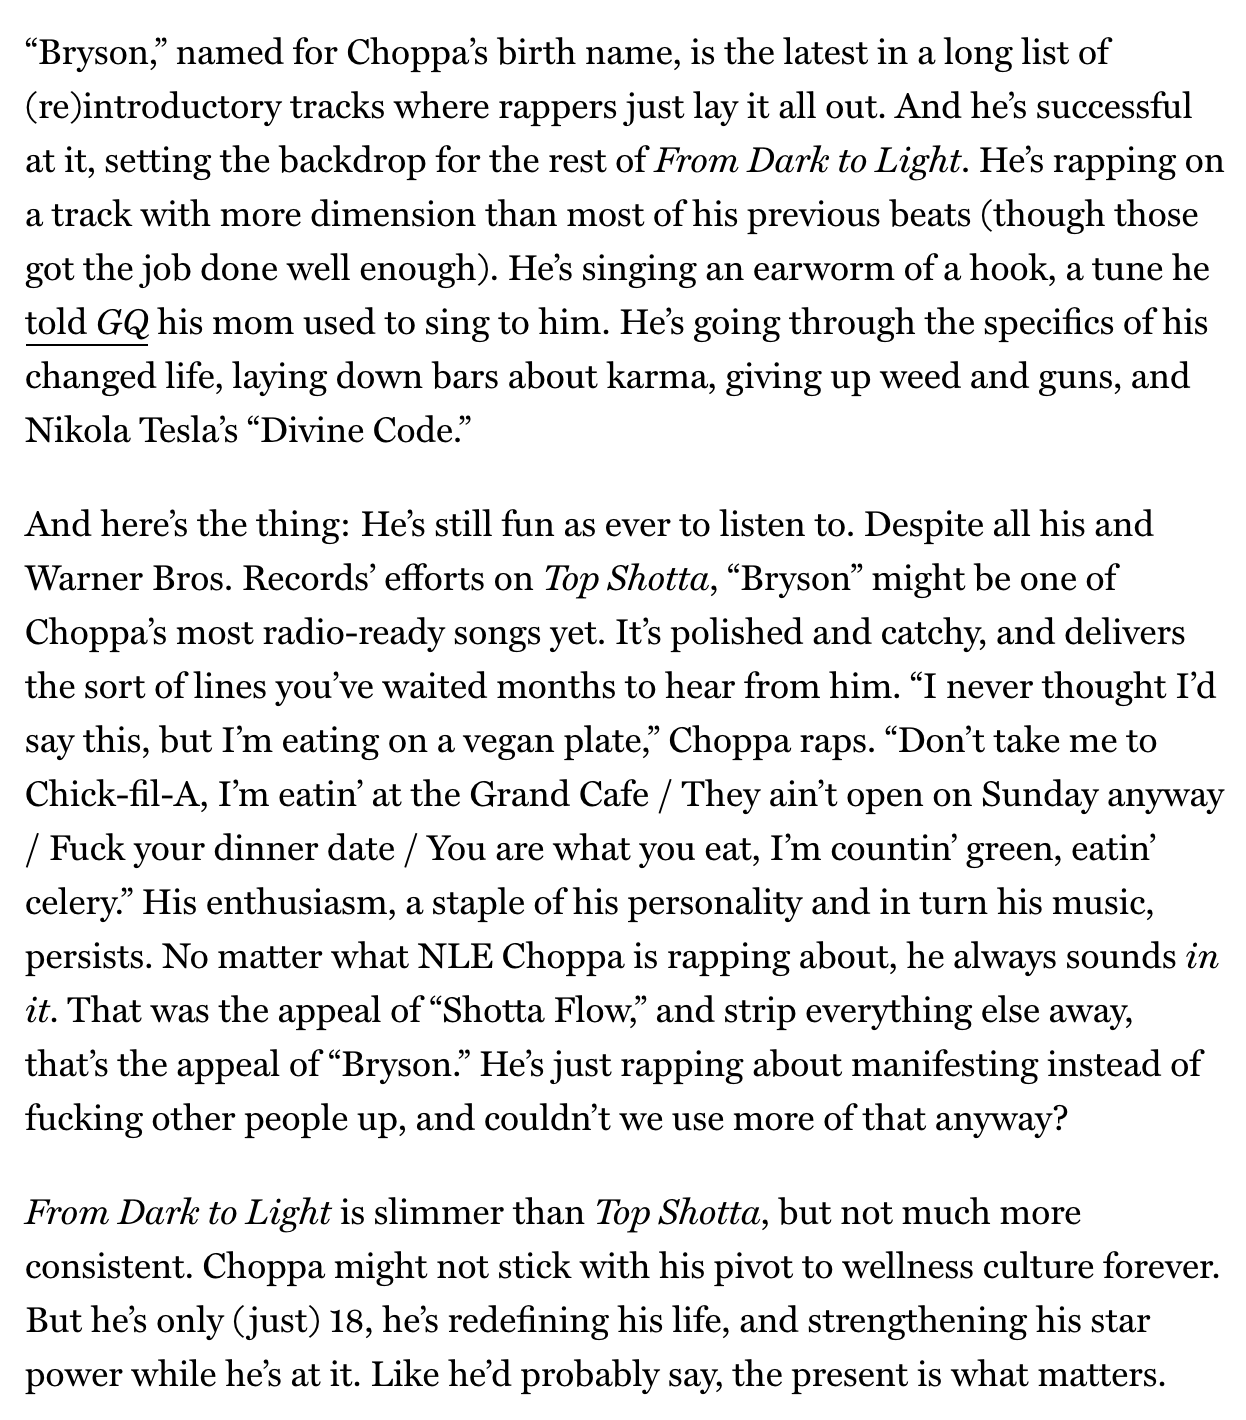 “Bryson,” named for Choppa’s birth name, is the latest in a long list of
(re)introductory tracks where rappers just lay it all out. And he’s successful
at it, setting the backdrop for the rest of From Dark to Light. He’s rapping on
a track with more dimension than most of his previous beats (though those
got the job done well enough). He’s singing an earworm of a hook, a tune he
told GQ his mom used to sing to him. He’s going through the specifics of his
changed life, laying down bars about karma, giving up weed and guns, and
Nikola Tesla’s “Divine Code.”
And here’s the thing: He’s still fun as ever to listen to. Despite all his and
Warner Bros. Records’ efforts on Top Shotta, “Bryson” might be one of
Choppa’s most radio-ready songs yet. It’s polished and catchy, and delivers
the sort of lines you’ve waited months to hear from him. “I never thought I’d
say this, but I’m eating on a vegan plate,” Choppa raps. “Don’t take me to
Chick-fil-A, I’m eatin’ at the Grand Cafe / They ain’t open on Sunday anyway
/ Fuck your dinner date / You are what you eat, I’m countin’ green, eatin’
celery.” His enthusiasm, a staple of his personality and in turn his music,
persists. No matter what NLE Choppa is rapping about, he always sounds in
it. That was the appeal of “Shotta Flow,” and strip everything else away,
that’s the appeal of “Bryson.” He’s just rapping about manifesting instead of
fucking other people up, and couldn’t we use more of that anyway?
From Dark to Light is slimmer than Top Shotta, but not much more
consistent. Choppa might not stick with his pivot to wellness culture forever.
But he’s only (just) 18, he’s redefining his life, and strengthening his star
power while he’s at it. Like he’d probably say, the present is what matters.